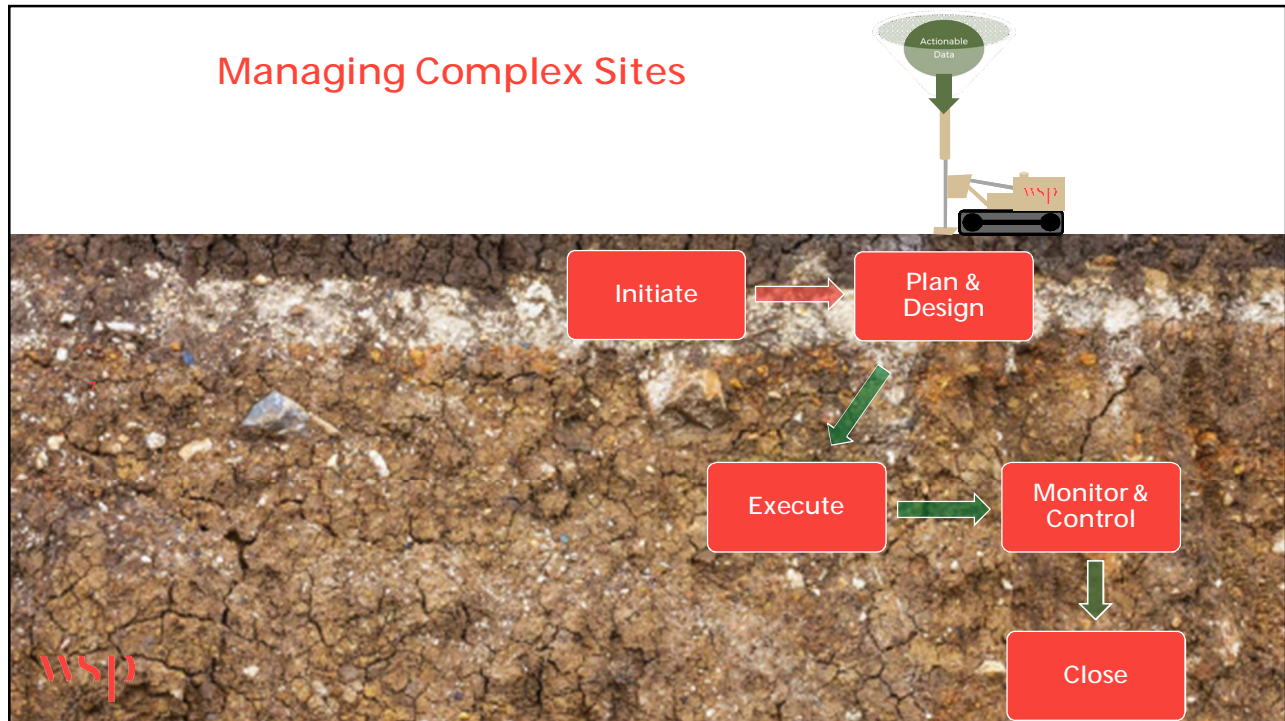 Managing Complex Sites
Actionable
Data
wsp
Initiate
Plan &
Design
?
Execute
Monitor &
Control
Close
wsp